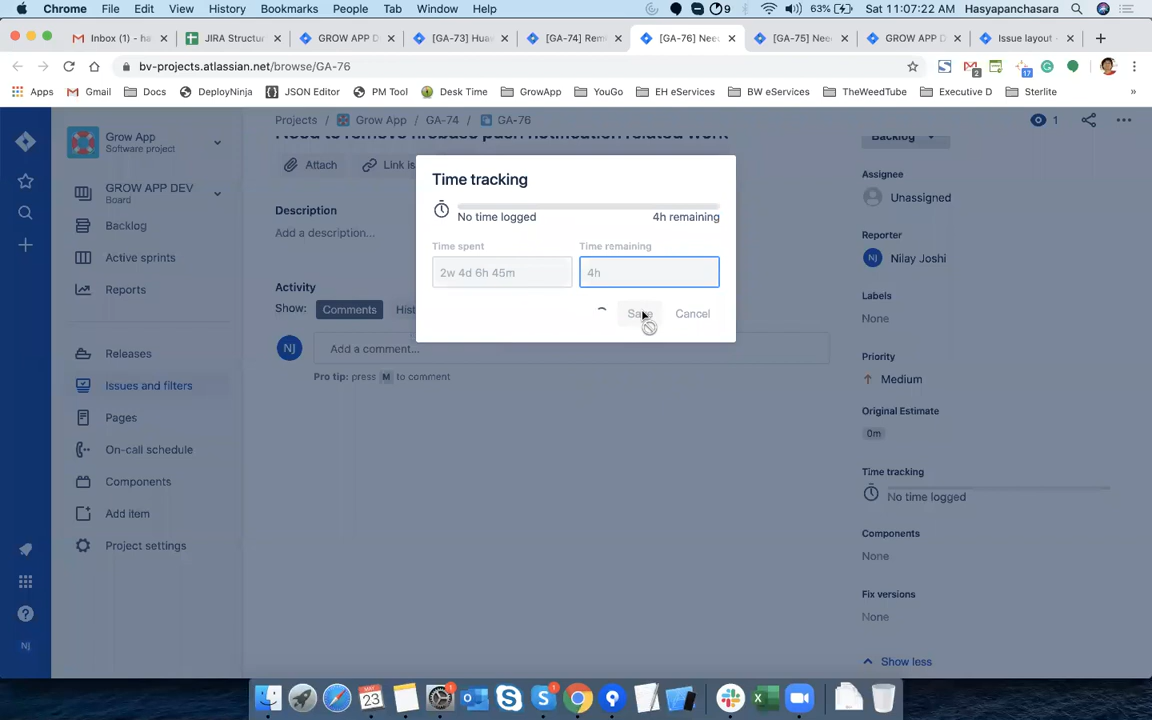 Chrome File Edit View History Bookmarks People Tab Window Help 9 63% Sat 11:07:22 AM Hasyapanchasara
Inbox (1) - ha JIRA Structu GROW APP D [GA-73] Hua [GA-74] Rem [GA-76] Nee [GA-75] Nee GROW APP D Issue layout -
bv-projects.atlassian.net/browse/GA-76
Apps Gmail Docs DeployNinja JSON Editor PM Tool Desk Time GrowApp YouGo EH eServices BW eServices TheWeedTube Executive D Sterlite »
Projects / Grow App / GA-74 / GA-76
1
Grow App
Software project
GROW APP DEV
Board
Backlog
Active sprints
Reports
Releases
Issues and filters
Pages
On-call schedule
Components
Add item
Project settings
NJ
Need to remove firebase push notification related work
Attach
Link is
Description
Add a description...
Activity
Show: Comments Hist
NJ Add a comment...
Pro tip: press M to comment
Time tracking
No time logged 4h remaining
Time spent Time remaining
2w 4d 6h 45m 4h
Save Cancel
Backlog
Assignee
Unassigned
Reporter
NJ Nilay Joshi
Labels
None
Priority
Medium
Original Estimate
0m
Time tracking
No time logged
Components
None
Fix versions
None
Show less